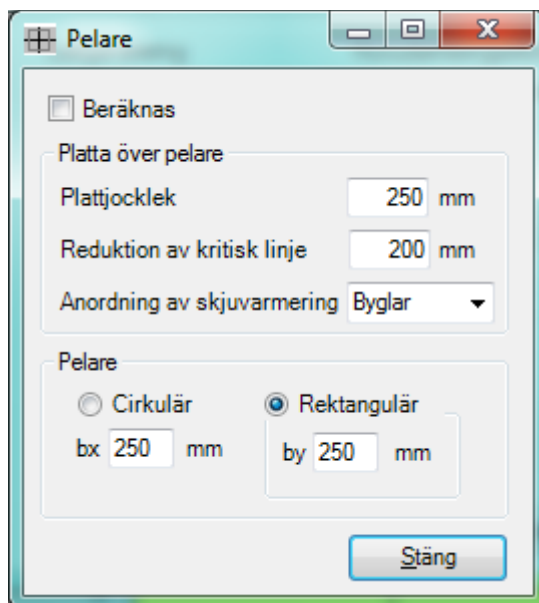 Pelare
Beräknas
Platta över pelare
Plattjocklek 250 mm
Reduktion av kritisk linje 200 mm
Anordning av skjuvarmering Byglar
Pelare
Cirkulär Rektangulär
bx 250 mm by 250 mm
Stäng